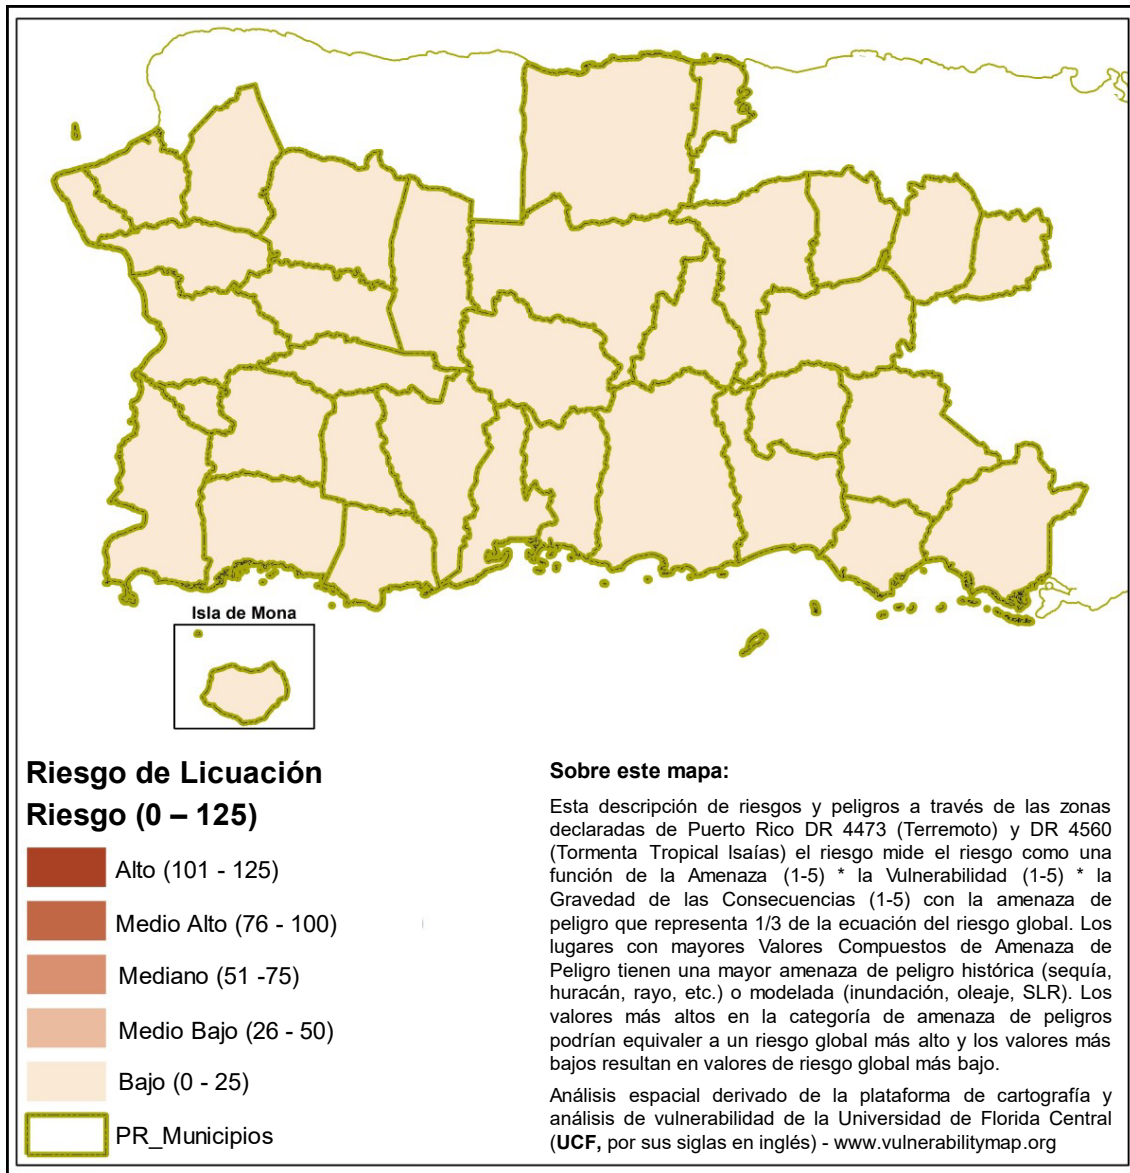 Isla de Mona
Riesgo de Licuación
Riesgo (0 – 125)
Alto (101 - 125)
Medio Alto (76 - 100)
Mediano (51 -75)
Medio Bajo (26 - 50)
Bajo (0 - 25)
PR_Municipios
Sobre este mapa:
Esta descripción de riesgos y peligros a través de las zonas
declaradas de Puerto Rico DR 4473 (Terremoto) y DR 4560
(Tormenta Tropical Isaías) el riesgo mide el riesgo como una
función de la Amenaza (1-5) * la Vulnerabilidad (1-5) * la
Gravedad de las Consecuencias (1-5) con la amenaza de
peligro que representa 1/3 de la ecuación del riesgo global. Los
lugares con mayores Valores Compuestos de Amenaza de
Peligro tienen una mayor amenaza de peligro histórica (sequía,
huracán, rayo, etc.) o modelada (inundación, oleaje, SLR). Los
valores más altos en la categoría de amenaza de peligros
podrían equivaler a un riesgo global más alto y los valores más
bajos resultan en valores de riesgo global más bajo.
Análisis espacial derivado de la plataforma de cartografía y
análisis de vulnerabilidad de la Universidad de Florida Central
(UCF, por sus siglas en inglés) - www.vulnerabilitymap.org